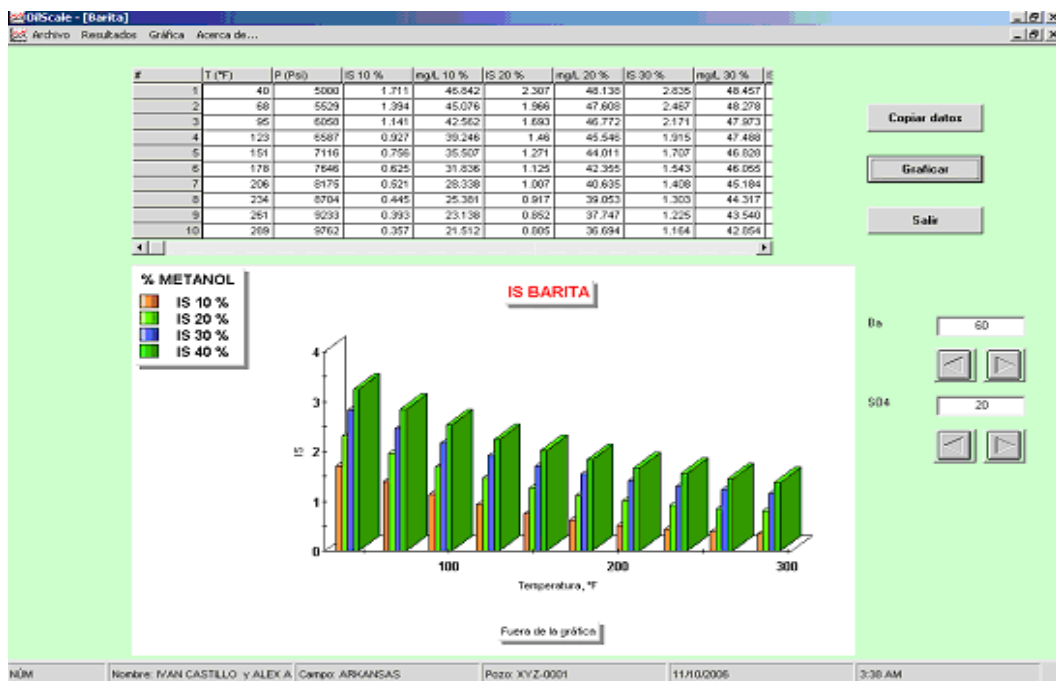 OilScale - [Barita]
Archivo Resultados Gráfica Acerca de...
# T (°F) P (Psi) IS 10 % mg/L 10 % IS 20 % mg/L 20 % IS 30 % mg/L 30 % IS
1 40 5000 1.711 46.842 2.307 48.138 2.835 48.457
2 68 5529 1.394 45.076 1.966 47.608 2.467 48.278
3 95 6058 1.141 42.562 1.693 46.772 2.171 47.973
4 123 6587 0.927 39.246 1.46 45.546 1.915 47.488
5 151 7116 0.756 35.507 1.271 44.011 1.707 46.828
6 178 7646 0.625 31.836 1.125 42.355 1.543 46.055
7 206 8175 0.521 28.338 1.007 40.635 1.408 45.184
8 234 8704 0.445 25.381 0.917 39.053 1.303 44.317
9 261 9233 0.393 23.138 0.852 37.747 1.225 43.540
10 289 9762 0.357 21.512 0.805 36.694 1.164 42.854
Copiar datos
Graficar
Salir
% METANOL
IS 10 %
IS 20 %
IS 30 %
IS 40 %
IS BARITA
4
3
2
1
0
IS
100 200 300
Temperatura, °F
Fuera de la gráfica
Ba 60
SO4 20
NÚM Nombre: IVAN CASTILLO y ALEX A Campo: ARKANSAS Pozo: XYZ-0001 11/10/2006 3:38 AM